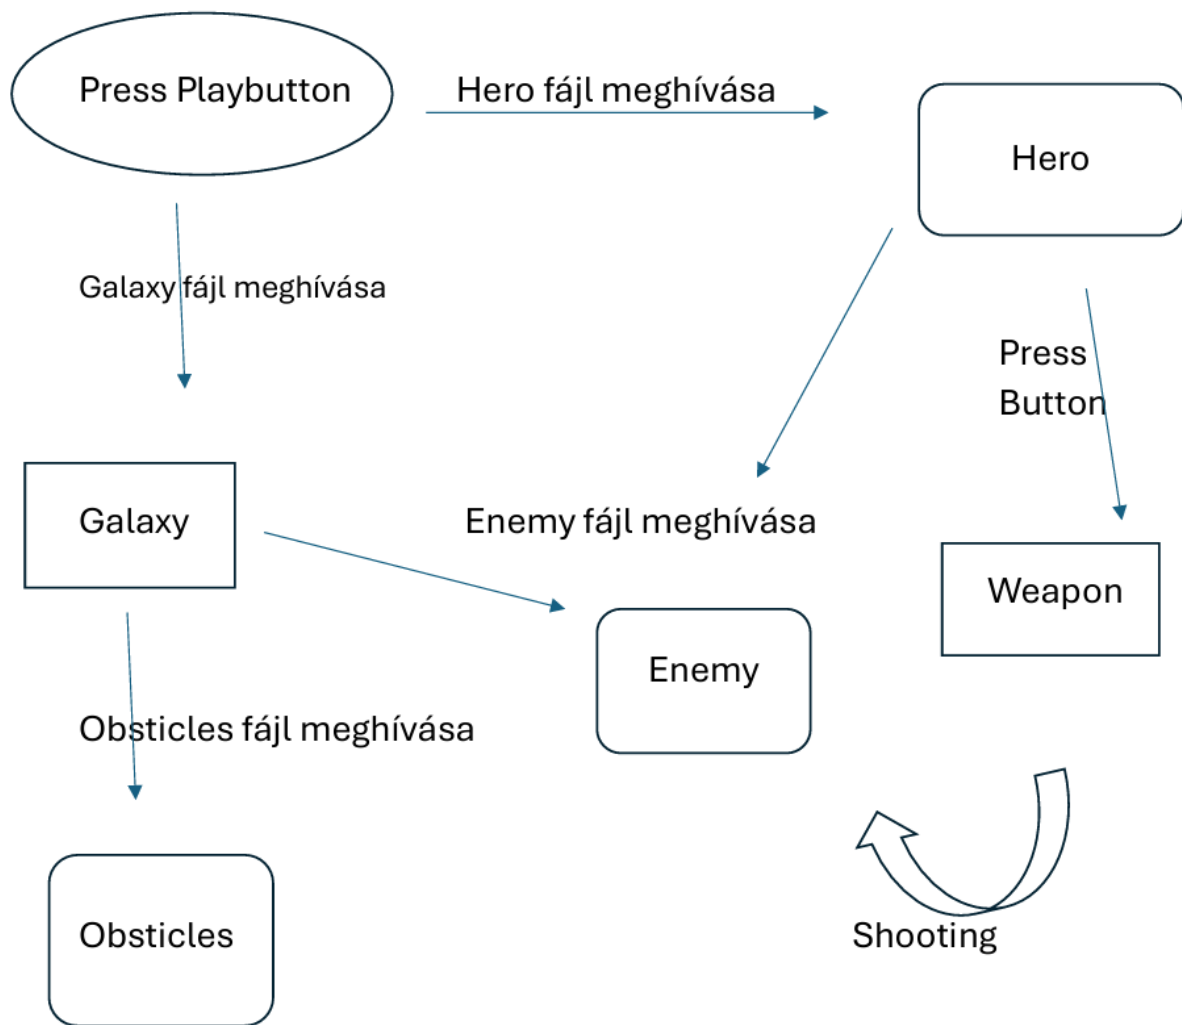 Press Playbutton
Hero fájl meghívása
Hero
Galaxy fájl meghívása
Press
Button
Galaxy
Enemy fájl meghívása
Weapon
Enemy
Obsticles fájl meghívása
Obsticles
Shooting